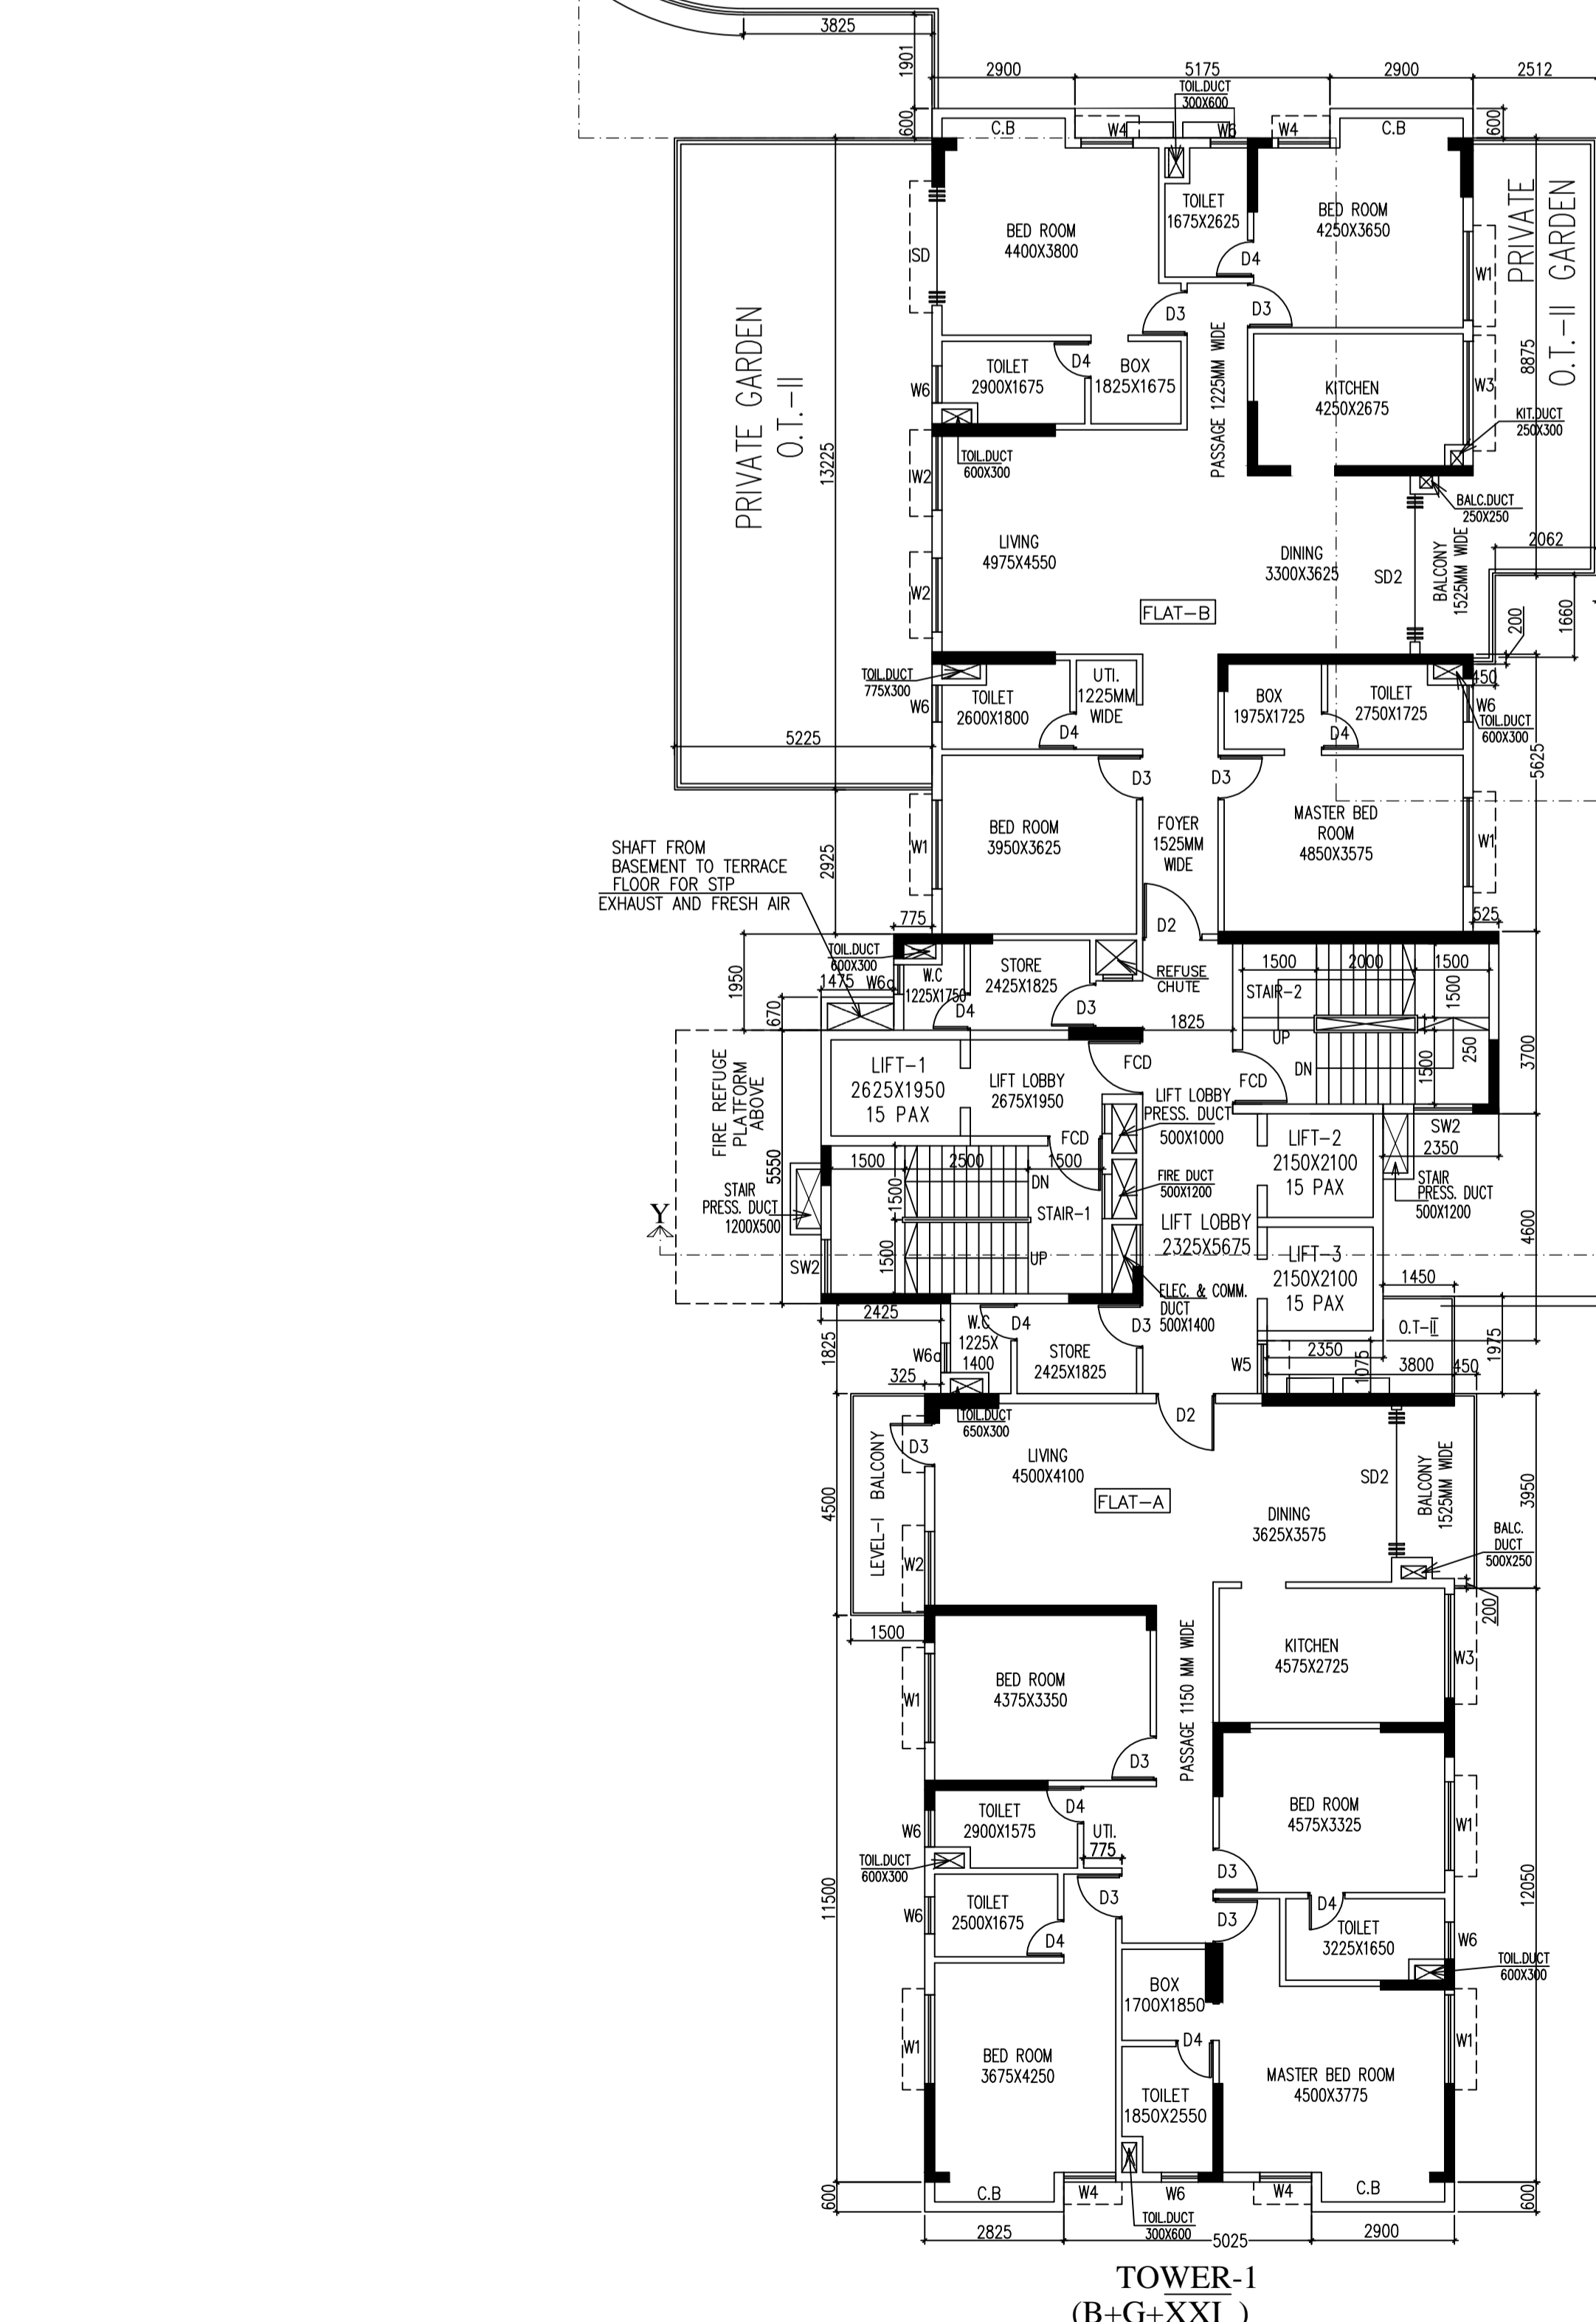 3825
1901
2900
5175
2900
2512
TOIL.DUCT
300X600
600
C.B
W4
W6
W4
C.B
600
PRIVATE
O.T.-II GARDEN
TOILET
1675X2625
BED ROOM
4250X3650
BED ROOM
4400X3800
SD
D4
W1
D3
D3
PRIVATE GARDEN
O.T.-II
13225
PASSAGE 1225MM WIDE
8875
TOILET
2900X1675
D4
BOX
1825X1675
KITCHEN
4250X2675
W6
W3
KIT.DUCT
250X300
TOIL.DUCT
600X300
W2
BALC.DUCT
250X250
LIVING
4975X4550
DINING
3300X3625
SD2
BALCONY
1525MM WIDE
2062
W2
FLAT-B
200
1660
TOIL.DUCT
775X300
TOILET
2600X1800
UTI.
1225MM
WIDE
BOX
1975X1725
TOILET
2750X1725
450
W6
W6
TOIL.DUCT
600X300
D4
D4
5225
5625
D3
D3
BED ROOM
3950X3625
FOYER
1525MM
WIDE
MASTER BED
ROOM
4850X3575
W1
W1
2925
SHAFT FROM
BASEMENT TO TERRACE
FLOOR FOR STP
EXHAUST AND FRESH AIR
775
D2
525
1950
TOIL.DUCT
600X300
1475
W6a
W.C
1225X1750
STORE
2425X1825
REFUSE
CHUTE
1500
2000
1500
STAIR-2
1500
670
D4
D3
1825
UP
250
3700
FIRE REFUGE
PLATFORM
ABOVE
LIFT-1
2625X1950
15 PAX
LIFT LOBBY
2675X1950
FCD
FCD
DN
1500
LIFT LOBBY
PRESS. DUCT
500X1000
FCD
LIFT-2
2150X2100
15 PAX
SW2
2350
5550
1500
2500
1500
STAIR
PRESS. DUCT
1200X500
1500
DN
FIRE DUCT
500X1200
STAIR
PRESS. DUCT
500X1200
STAIR-1
Y
LIFT LOBBY
2325X5675
4600
SW2
1500
UP
LIFT-3
2150X2100
15 PAX
1450
ELEC. & COMM.
DUCT
500X1400
2425
W.C
1225X
1400
D4
D3
O.T-II
1825
W6a
STORE
2425X1825
W5
2350
1075
3800
450
1975
325
TOIL.DUCT
650X300
D2
D3
LEVEL-I BALCONY
LIVING
4500X4100
SD2
BALCONY
1525MM WIDE
4500
FLAT-A
DINING
3625X3575
3950
BALC.
DUCT
500X250
W2
200
1500
PASSAGE 1150 MM WIDE
KITCHEN
4575X2725
W3
BED ROOM
4375X3350
W1
D3
TOILET
2900X1575
D4
BED ROOM
4575X3325
W1
W6
UTI.
775
TOIL.DUCT
600X300
D3
D3
11500
12050
W6
TOILET
2500X1675
D4
D3
D4
TOILET
3225X1650
W6
TOIL.DUCT
600X300
BOX
1700X1850
W1
D4
W1
BED ROOM
3675X4250
MASTER BED ROOM
4500X3775
TOILET
1850X2550
600
C.B
W4
W6
W4
C.B
600
TOIL.DUCT
300X600
2825
5025
2900
TOWER-1
(B+G+XXI )